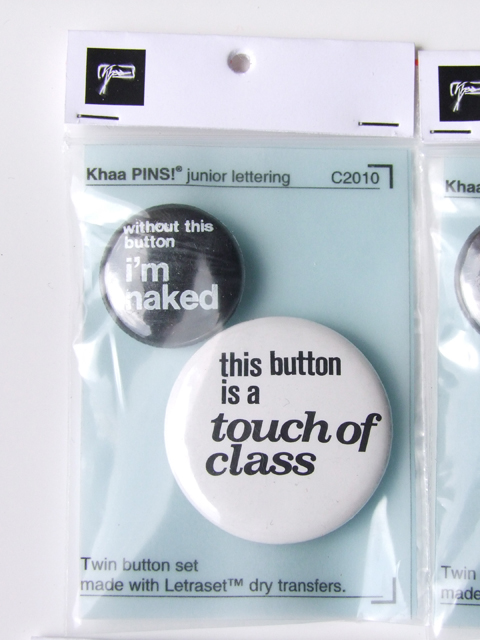 Khaa PINS!® junior lettering C2010
without this
button
i'm
naked
this button
is a
touch of
class
Twin button set
made with Letraset™ dry transfers.
Khaa
Twin
made